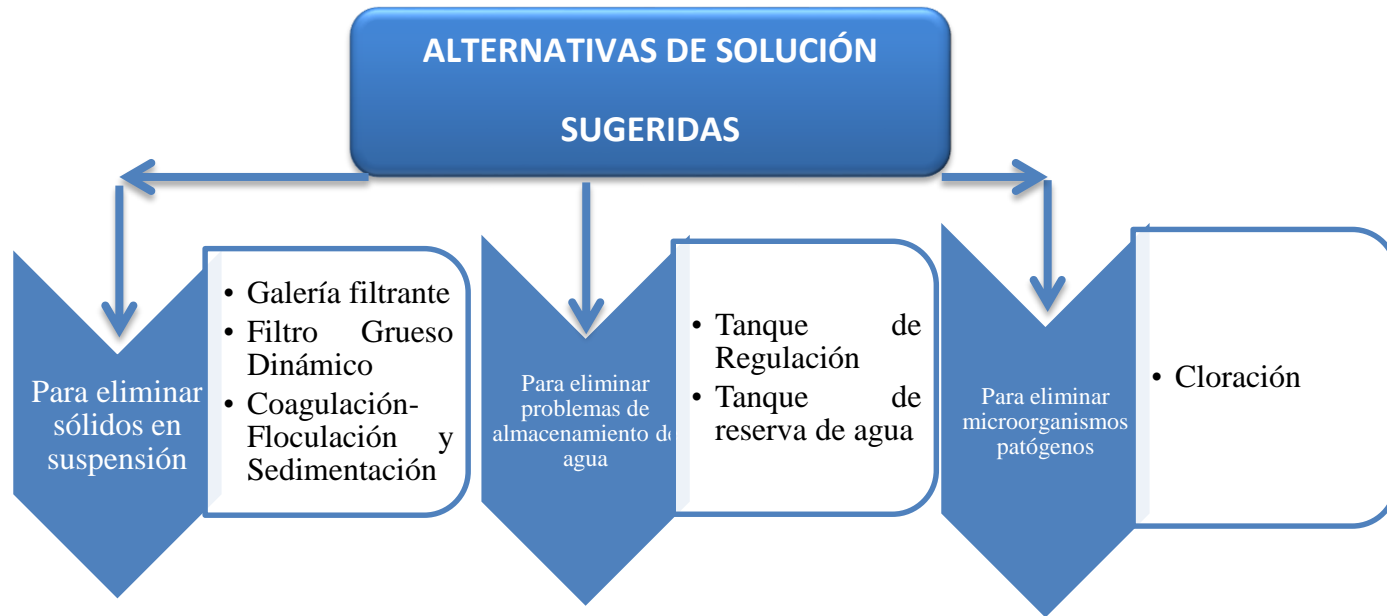 ALTERNATIVAS DE SOLUCIÓN
SUGERIDAS
Para eliminar
sólidos en
suspensión
• Galería filtrante
• Filtro Grueso
Dinámico
• Coagulación-
Floculación y
Sedimentación
Para eliminar
problemas de
almacenamiento de
agua
• Tanque de
Regulación
• Tanque de
reserva de agua
Para eliminar
microorganismos
patógenos
• Cloración